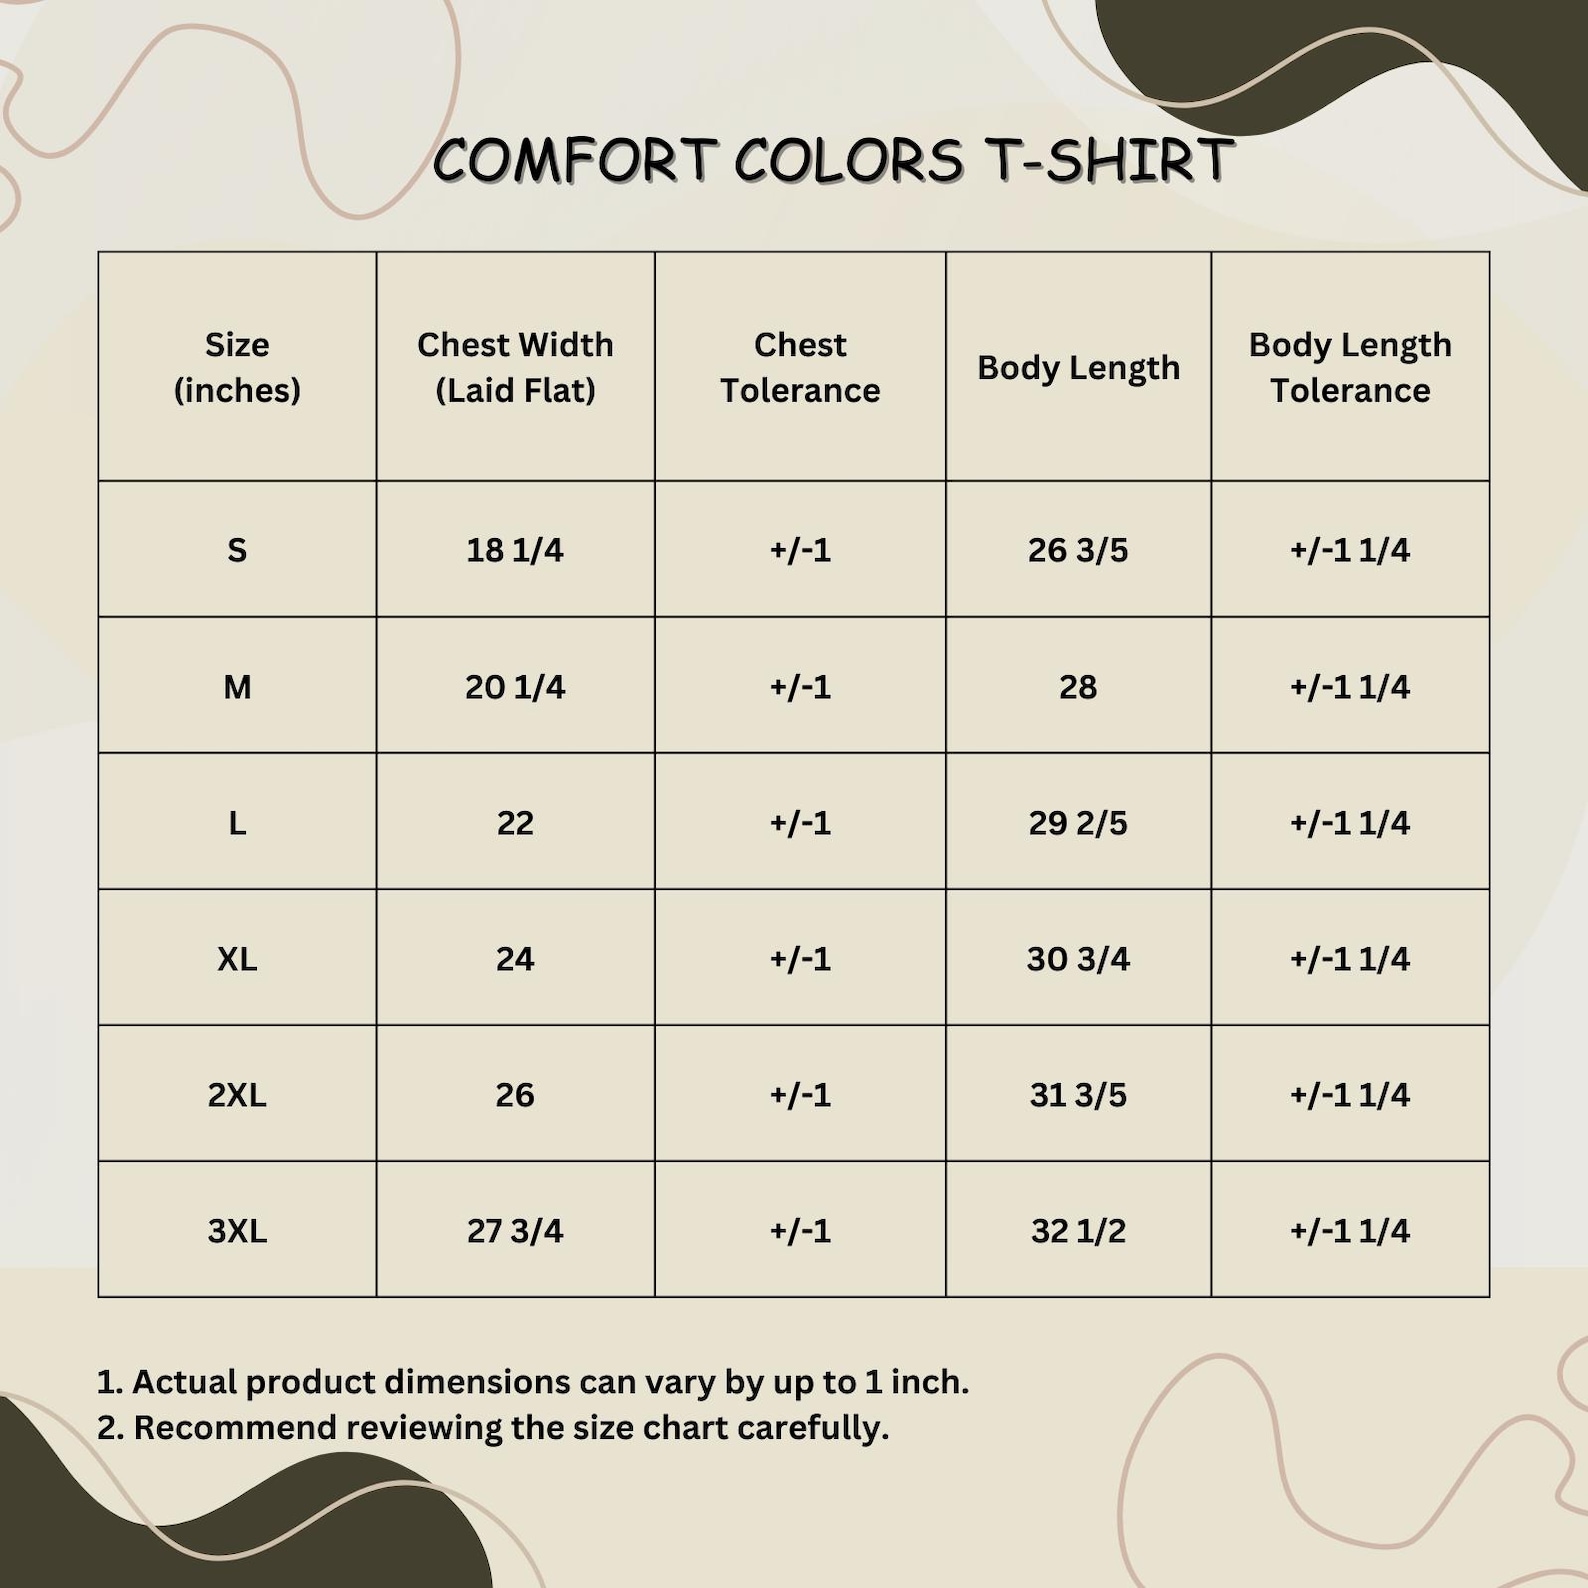 COMFORT COLORS T-SHIRT
Size (inches) Chest Width (Laid Flat) Chest Tolerance Body Length Body Length Tolerance
S 18 1/4 +/-1 26 3/5 +/-1 1/4
M 20 1/4 +/-1 28 +/-1 1/4
L 22 +/-1 29 2/5 +/-1 1/4
XL 24 +/-1 30 3/4 +/-1 1/4
2XL 26 +/-1 31 3/5 +/-1 1/4
3XL 27 3/4 +/-1 32 1/2 +/-1 1/4
1. Actual product dimensions can vary by up to 1 inch.
2. Recommend reviewing the size chart carefully.